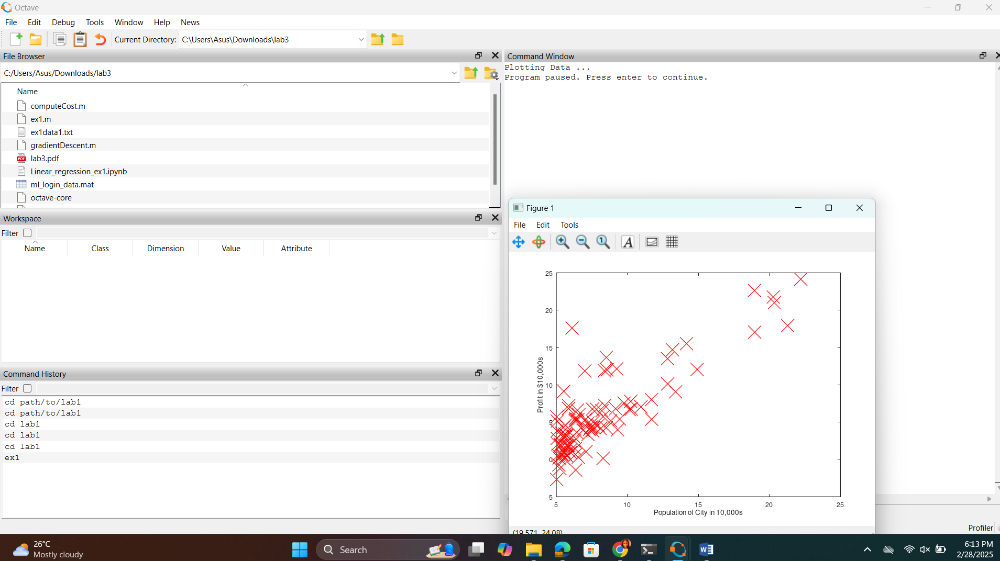 Octave
File Edit Debug Tools Window Help News
Current Directory: C:\Users\Asus\Downloads\lab3
File Browser
C:/Users/Asus/Downloads/lab3
Name
computeCost.m
ex1.m
ex1data1.txt
gradientDescent.m
PDF lab3.pdf
Linear_regression_ex1.ipynb
ml_login_data.mat
octave-core
Workspace
Filter
Name Class Dimension Value Attribute
Command History
Filter
cd path/to/lab1
cd path/to/lab1
cd lab1
cd lab1
cd lab1
ex1
Command Window
Plotting Data ...
Program paused. Press enter to continue.
Figure 1
File Edit Tools
1 A
25
20
15
10
5
0
-5
Profit in $10,000s
5 10 15 20 25
Population of City in 10,000s
(19.571, 24.08)
Profiler
26°C
Mostly cloudy
Search
6:13 PM
2/28/2025